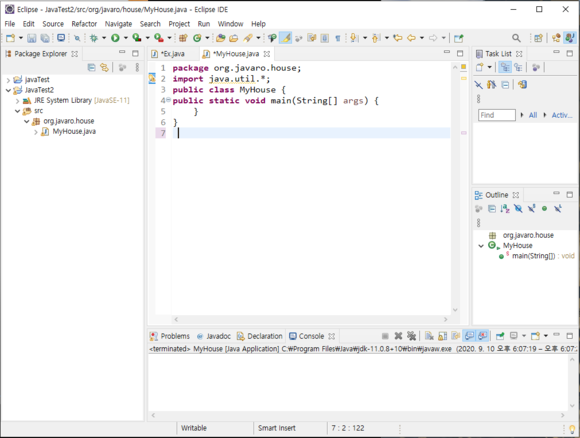 Eclipse - JavaTest2/src/org/javaro/house/MyHouse.java - Eclipse IDE
File Edit Source Refactor Navigate Search Project Run Window Help
Package Explorer
*Ex.java
*MyHouse.java
Task List
JavaTest
JavaTest2
JRE System Library [JavaSE-11]
src
org.javaro.house
MyHouse.java
1 package org.javaro.house;
2 import java.util.*;
3 public class MyHouse {
4 public static void main(String[] args) {
5 }
6 }
7
Find
All
Activ...
Outline
org.javaro.house
MyHouse
main(String[]) : void
Problems
Javadoc
Declaration
Console
<terminated> MyHouse [Java Application] C:₩Program Files₩Java₩jdk-11.0.8+10₩bin₩javaw.exe (2020. 9. 10 오후 6:07:19 – 오후 6:07:
Writable
Smart Insert
7 : 2 : 122